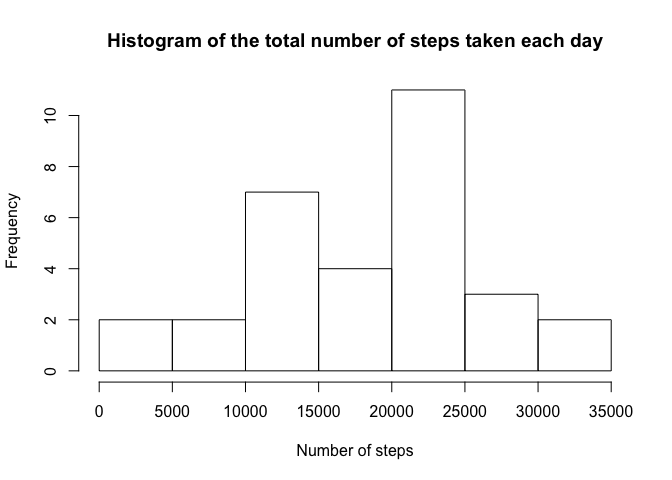 Histogram of the total number of steps taken each day
Frequency
10
8
6
4
2
0
0 5000 10000 15000 20000 25000 30000 35000
Number of steps